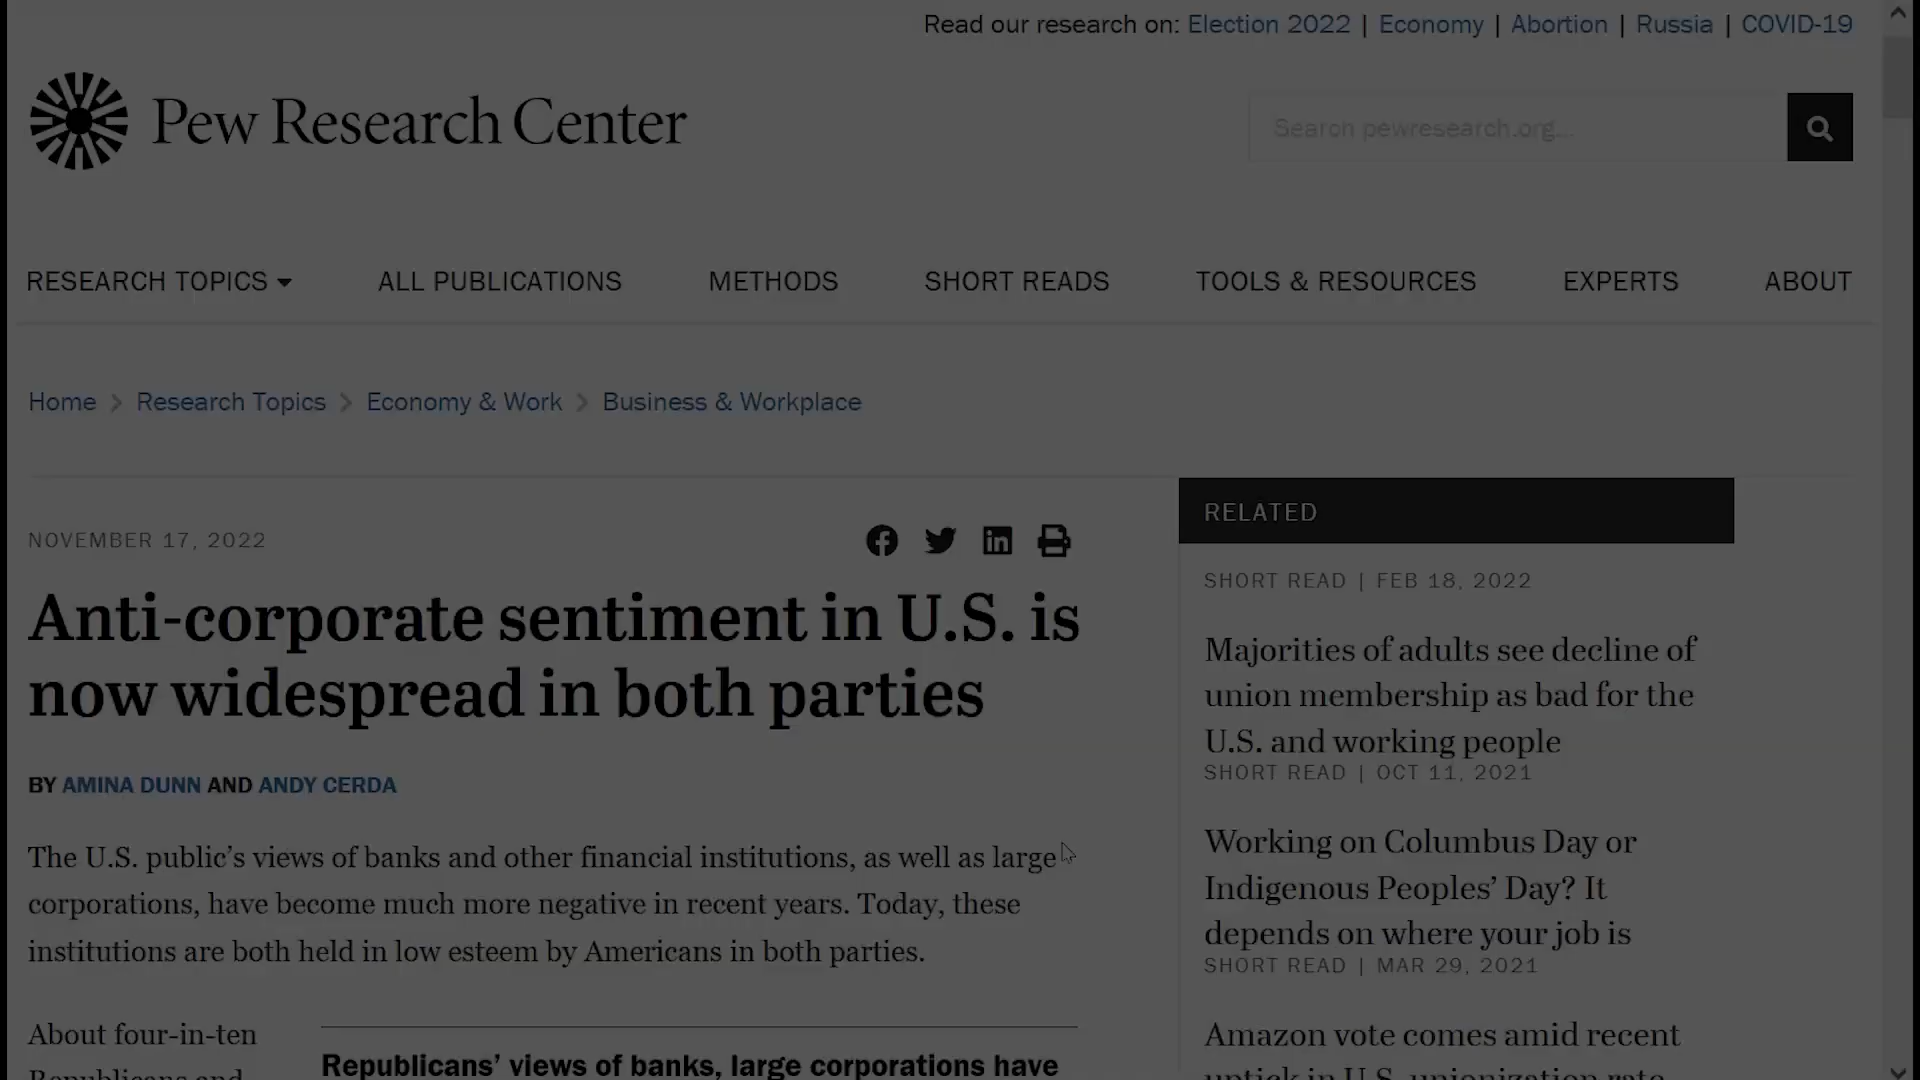 Read our research on: Election 2022 | Economy | Abortion | Russia | COVID-19
Pew Research Center
Search pewresearch.org...
RESEARCH TOPICS
ALL PUBLICATIONS
METHODS
SHORT READS
TOOLS & RESOURCES
EXPERTS
ABOUT
Home > Research Topics > Economy & Work > Business & Workplace
NOVEMBER 17, 2022
Anti-corporate sentiment in U.S. is
now widespread in both parties
BY AMINA DUNN AND ANDY CERDA
The U.S. public’s views of banks and other financial institutions, as well as large
corporations, have become much more negative in recent years. Today, these
institutions are both held in low esteem by Americans in both parties.
About four-in-ten
Republicans and
Republicans’ views of banks, large corporations have
RELATED
SHORT READ | FEB 18, 2022
Majorities of adults see decline of
union membership as bad for the
U.S. and working people
SHORT READ | OCT 11, 2021
Working on Columbus Day or
Indigenous Peoples’ Day? It
depends on where your job is
SHORT READ | MAR 29, 2021
Amazon vote comes amid recent
uptick in U.S. unionization rate